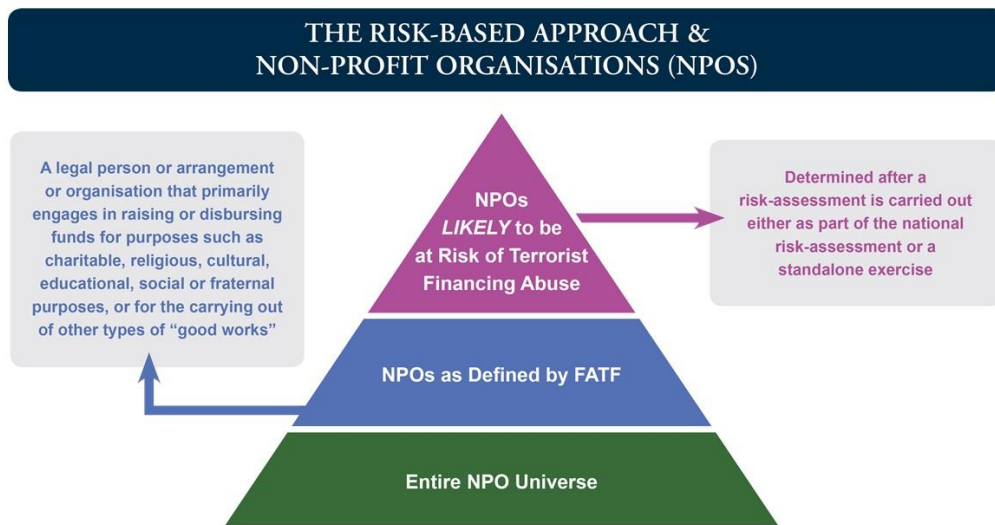 THE RISK-BASED APPROACH &
NON-PROFIT ORGANISATIONS (NPOS)
A legal person or arrangement
or organisation that primarily
engages in raising or disbursing
funds for purposes such as
charitable, religious, cultural,
educational, social or fraternal
purposes, or for the carrying out
of other types of “good works”
NPOs
LIKELY to be
at Risk of Terrorist
Financing Abuse
Determined after a
risk-assessment is carried out
either as part of the national
risk-assessment or a
standalone exercise
NPOs as Defined by FATF
Entire NPO Universe